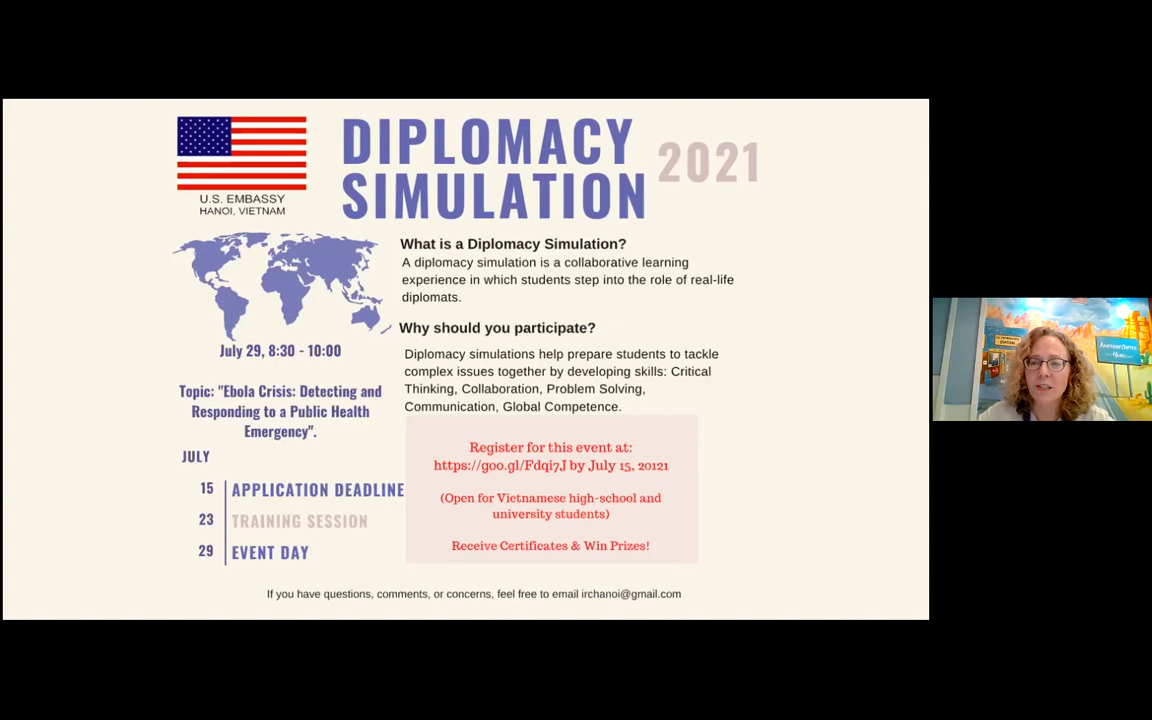 U.S. EMBASSY
HANOI, VIETNAM
DIPLOMACY
SIMULATION
2021
What is a Diplomacy Simulation?
A diplomacy simulation is a collaborative learning
experience in which students step into the role of real-life
diplomats.
Why should you participate?
Diplomacy simulations help prepare students to tackle
complex issues together by developing skills: Critical
Thinking, Collaboration, Problem Solving,
Communication, Global Competence.
July 29, 8:30 - 10:00
Topic: "Ebola Crisis: Detecting and
Responding to a Public Health
Emergency".
JULY
15 APPLICATION DEADLINE
23 TRAINING SESSION
29 EVENT DAY
Register for this event at:
https://goo.gl/Fdqi7J by July 15, 20121
(Open for Vietnamese high-school and
university students)
Receive Certificates & Win Prizes!
If you have questions, comments, or concerns, feel free to email irchanoi@gmail.com